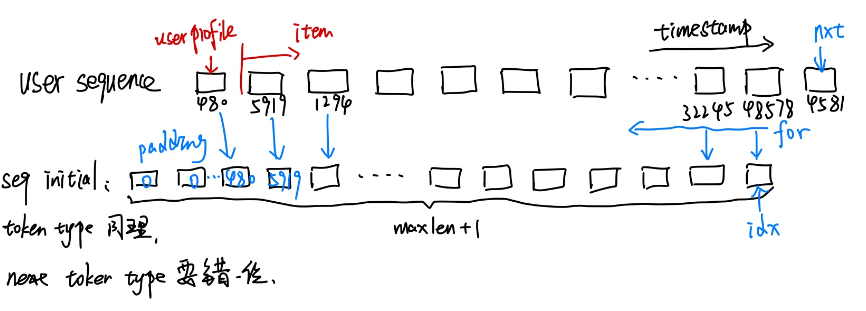 user profile item timestamp nxt
user sequence
480 5919 1294 ····· 32245 48578 4581
padding for
seq initial:
0 0 ··· 480 5919 ·····
token type 同理. maxlen+1 idx
next token type 要错一位.